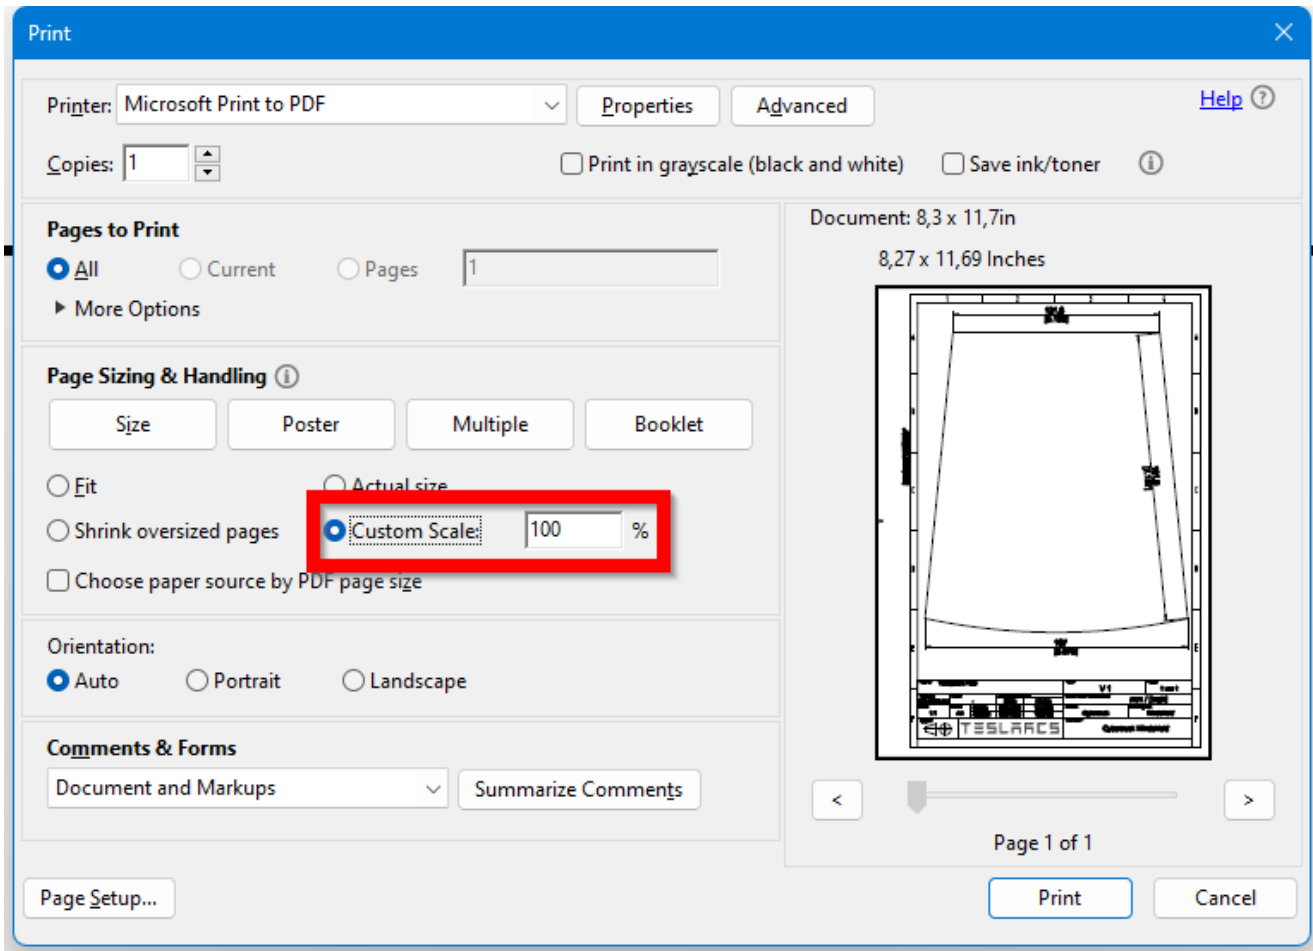 Print
Printer: Microsoft Print to PDF Properties Advanced Help
Copies: 1 Print in grayscale (black and white) Save ink/toner
Pages to Print
All Current Pages 1
More Options
Page Sizing & Handling
Size Poster Multiple Booklet
Fit Actual size
Shrink oversized pages Custom Scale: 100 %
Choose paper source by PDF page size
Orientation:
Auto Portrait Landscape
Comments & Forms
Document and Markups Summarize Comments
Document: 8,3 x 11,7in
8,27 x 11,69 Inches
V1
TESLARCS
< >
Page 1 of 1
Page Setup... Print Cancel